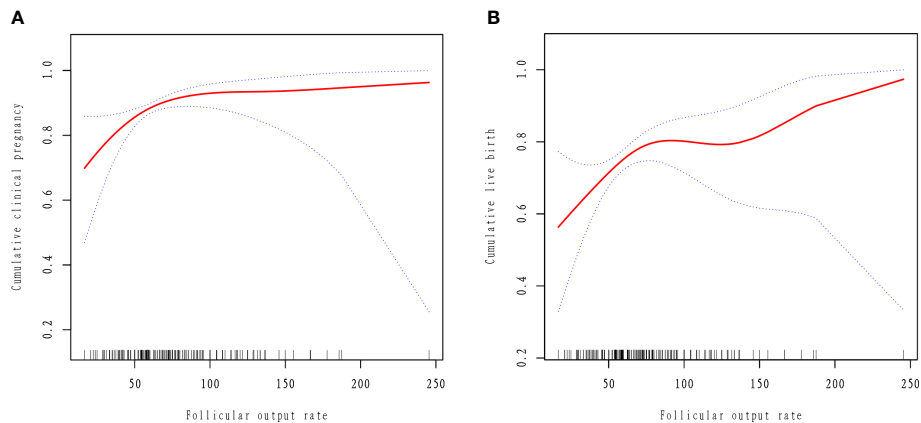 A
Cumulative clinical pregnancy
1.0
0.8
0.6
0.4
0.2
50 100 150 200 250
Follicular output rate
B
Cumulative live birth
1.0
0.8
0.6
0.4
0.2
50 100 150 200 250
Follicular output rate